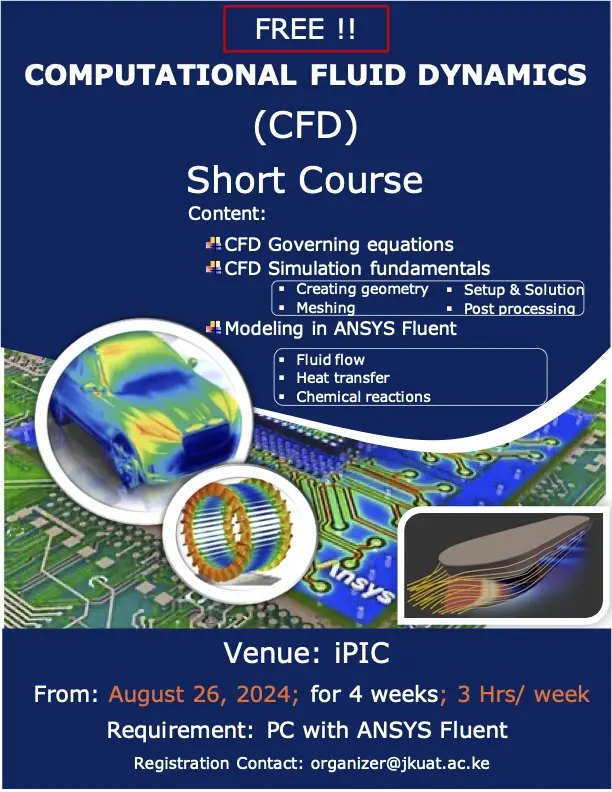 FREE !!
COMPUTATIONAL FLUID DYNAMICS
(CFD)
Short Course
Content:
CFD Governing equations
CFD Simulation fundamentals
▪ Creating geometry ▪ Setup & Solution
▪ Meshing ▪ Post processing
Modeling in ANSYS Fluent
▪ Fluid flow
▪ Heat transfer
▪ Chemical reactions
Ansys
Venue: iPIC
From: August 26, 2024; for 4 weeks; 3 Hrs/ week
Requirement: PC with ANSYS Fluent
Registration Contact: organizer@jkuat.ac.ke